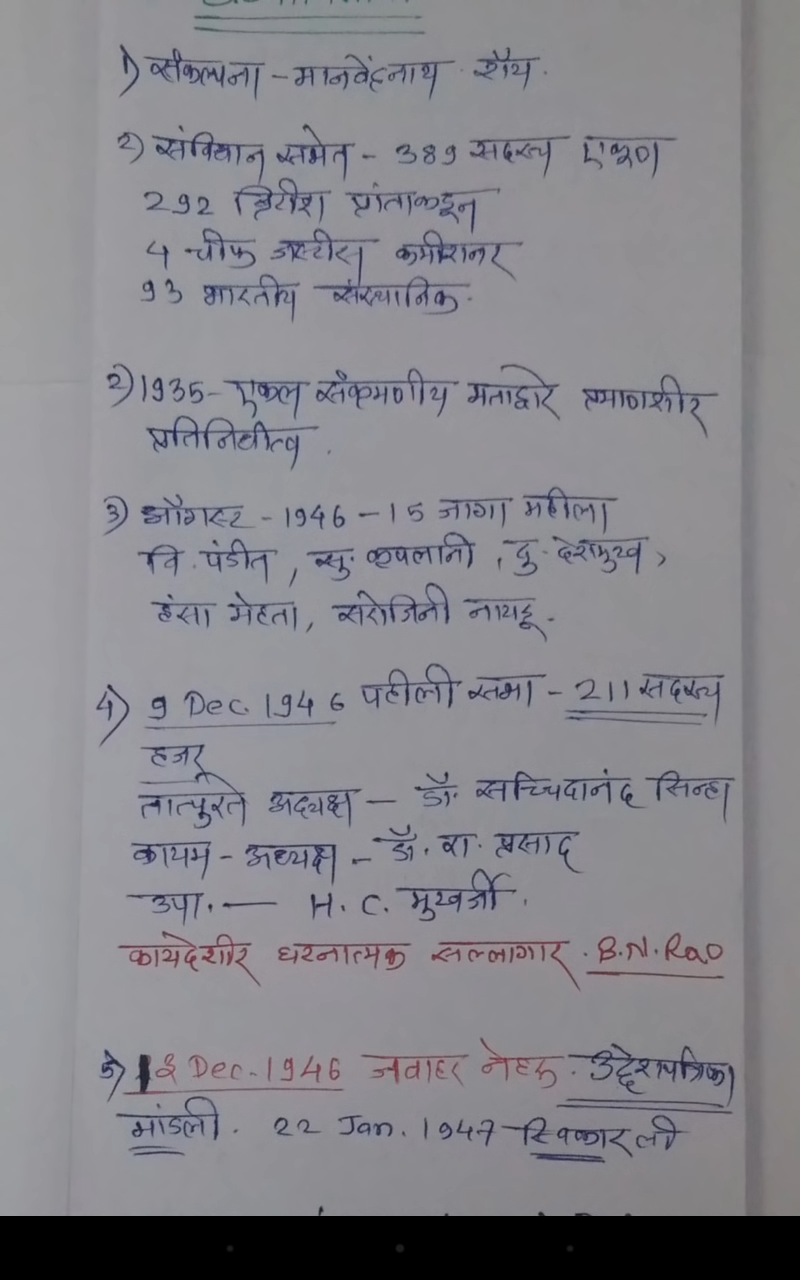 1) संकल्पना - मानवेंद्रनाथ रॉय.
2) संविधान सभेत - 389 सदस्य एकूण
292 ब्रिटीश प्रांताकडून
4 चीफ जस्टीस कमीशनर
93 भारतीय संस्थानिक.
2) 1935 - एकल संक्रमणीय मताद्वारे प्रमाणशीर
प्रतिनिधीत्व.
3) ऑगस्ट - 1946 - 15 जागा महीला
वि. पंडीत, सु. कृपलानी, दु. देशमुख,
हंसा मेहता, सरोजिनी नायडू.
4) 9 Dec. 1946 पहीली सभा - 211 सदस्य
हजर
तात्पुरते अध्यक्ष - डॉ. सच्चिदानंद सिन्हा
कायम - अध्यक्ष - डॉ. रा. प्रसाद
उपा. - H. C. मुखर्जी.
कायदेशीर घटनात्मक सल्लागार. B.N. Rao
5) 13 Dec. 1946 जवाहर नेहरू. उद्देशपत्रिका
मांडली. 22 Jan. 1947 स्विकारली